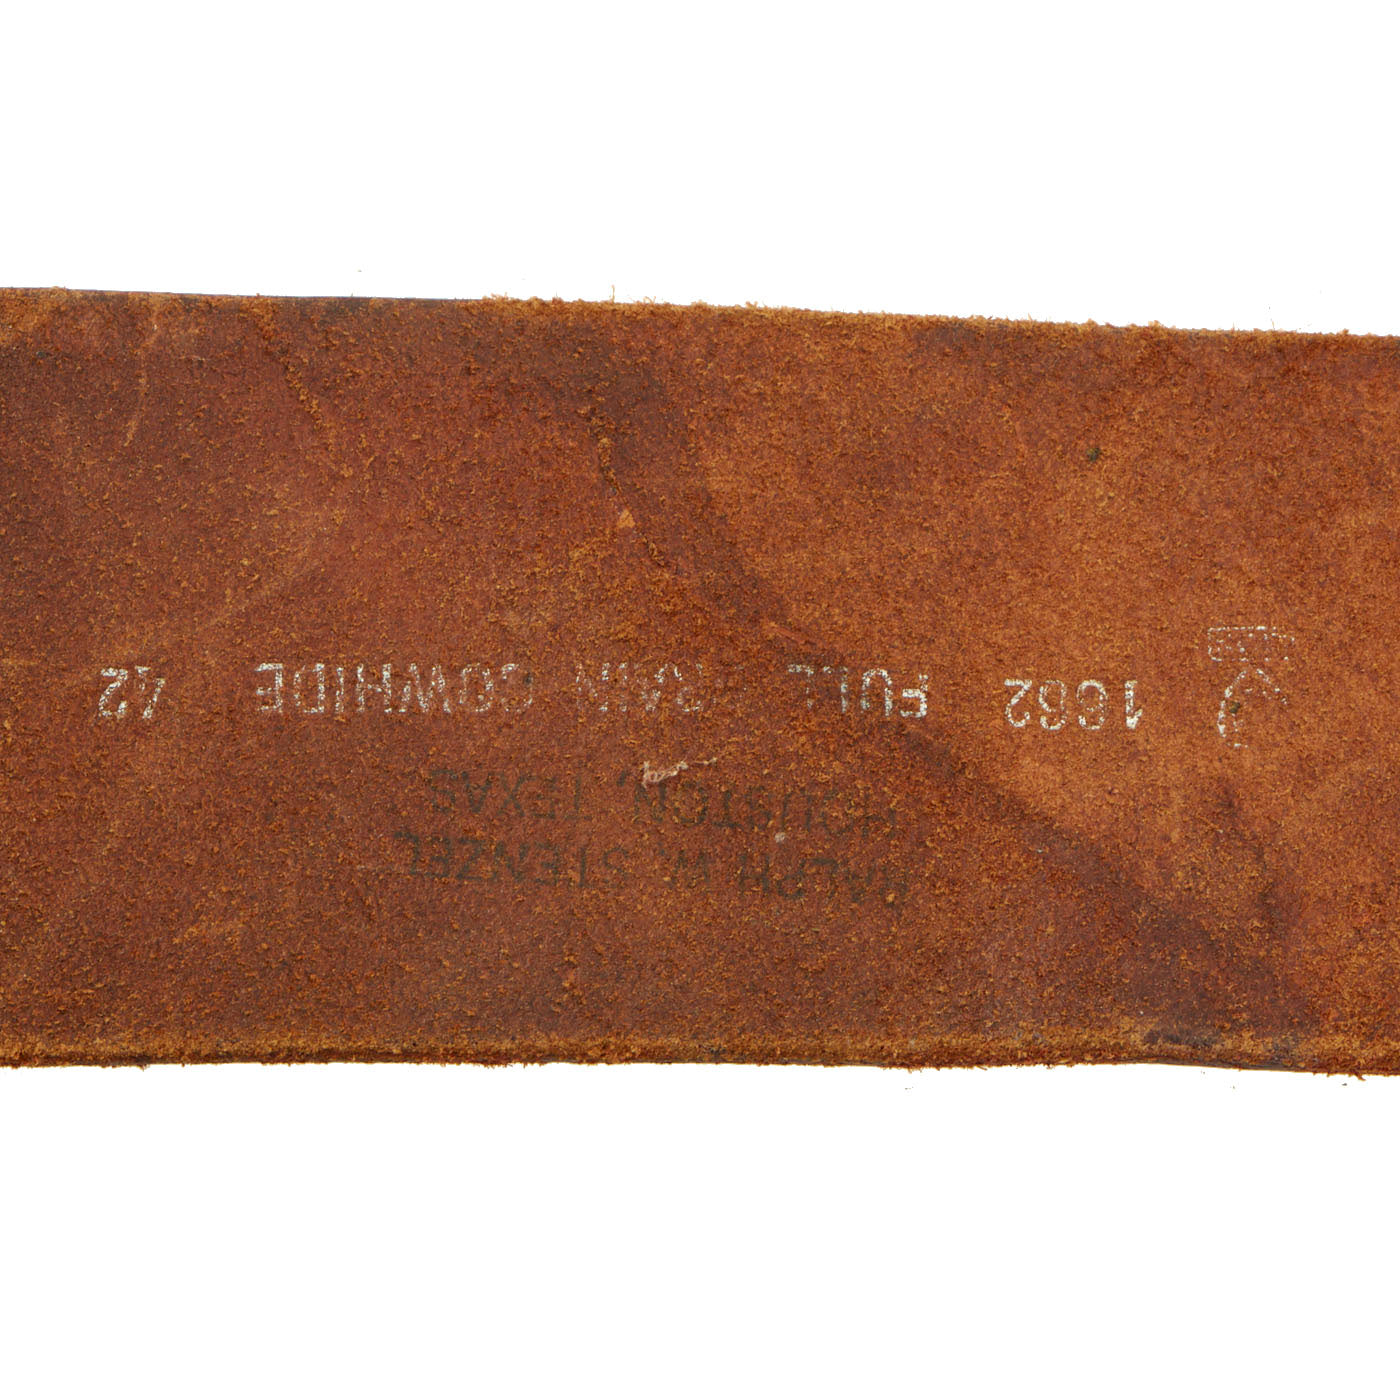 RALPH W. STENZEL
HOUSTON, TEXAS
1662 FULL GRAIN COWHIDE 42